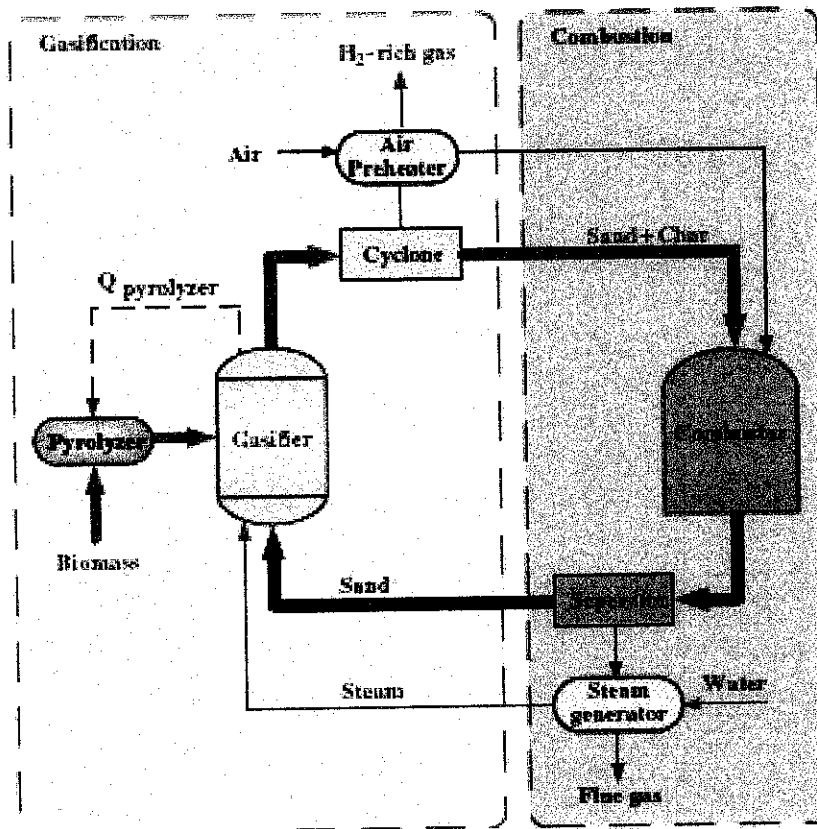 Gasification
Combustion
H2-rich gas
Air
Air
Preheater
Cyclone
Sand+Char
Q pyrolyzer
Pyrolyzer
Gasifier
Combustor
Biomass
Sand
Steam
Steam
generator
Water
Flue gas